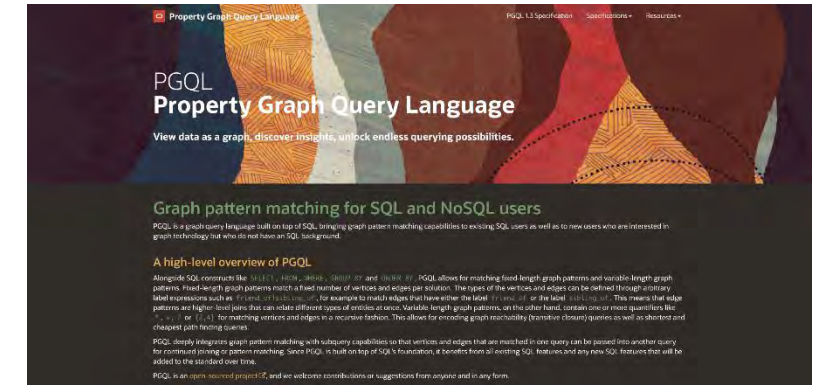 Property Graph Query Language
PGQL 1.3 Specification Specifications Resources
PGQL
Property Graph Query Language
View data as a graph, discover insights, unlock endless querying possibilities.
Graph pattern matching for SQL and NoSQL users
PGQL is a graph query language built on top of SQL, bringing graph pattern matching capabilities to existing SQL users as well as to new users who are interested in
graph technology but who do not have an SQL background.
A high-level overview of PGQL
Alongside SQL constructs like SELECT, FROM, WHERE, GROUP BY and ORDER BY, PGQL allows for matching fixed-length graph patterns and variable-length graph
patterns. Fixed-length graph patterns match a fixed number of vertices and edges per solution. The types of the vertices and edges can be defined through arbitrary
label expressions such as friend_of|sibling_of, for example to match edges that have either the label friend_of or the label sibling_of. This means that edge
patterns are higher-level joins that can relate different types of entities at once. Variable-length graph patterns, on the other hand, contain one or more quantifiers like
*, +, ? or {2,4} for matching vertices and edges in a recursive fashion. This allows for encoding graph reachability (transitive closure) queries as well as shortest and
cheapest path finding queries.
PGQL deeply integrates graph pattern matching with subquery capabilities so that vertices and edges that are matched in one query can be passed into another query
for continued joining or pattern matching. Since PGQL is built on top of SQL's foundation, it benefits from all existing SQL features and any new SQL features that will be
added to the standard over time.
PGQL is an open-sourced project, and we welcome contributions or suggestions from anyone and in any form.